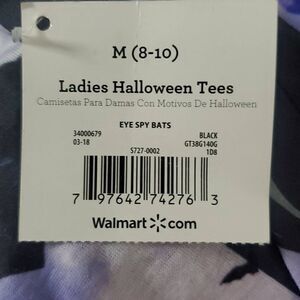 M (8-10)
Ladies Halloween Tees
Camisetas Para Damas Con Motivos De Halloween
EYE SPY BATS
34000679 BLACK
03-18 GT38G140G
S727-0002 1D8
7 97642 74276 3
Walmart com